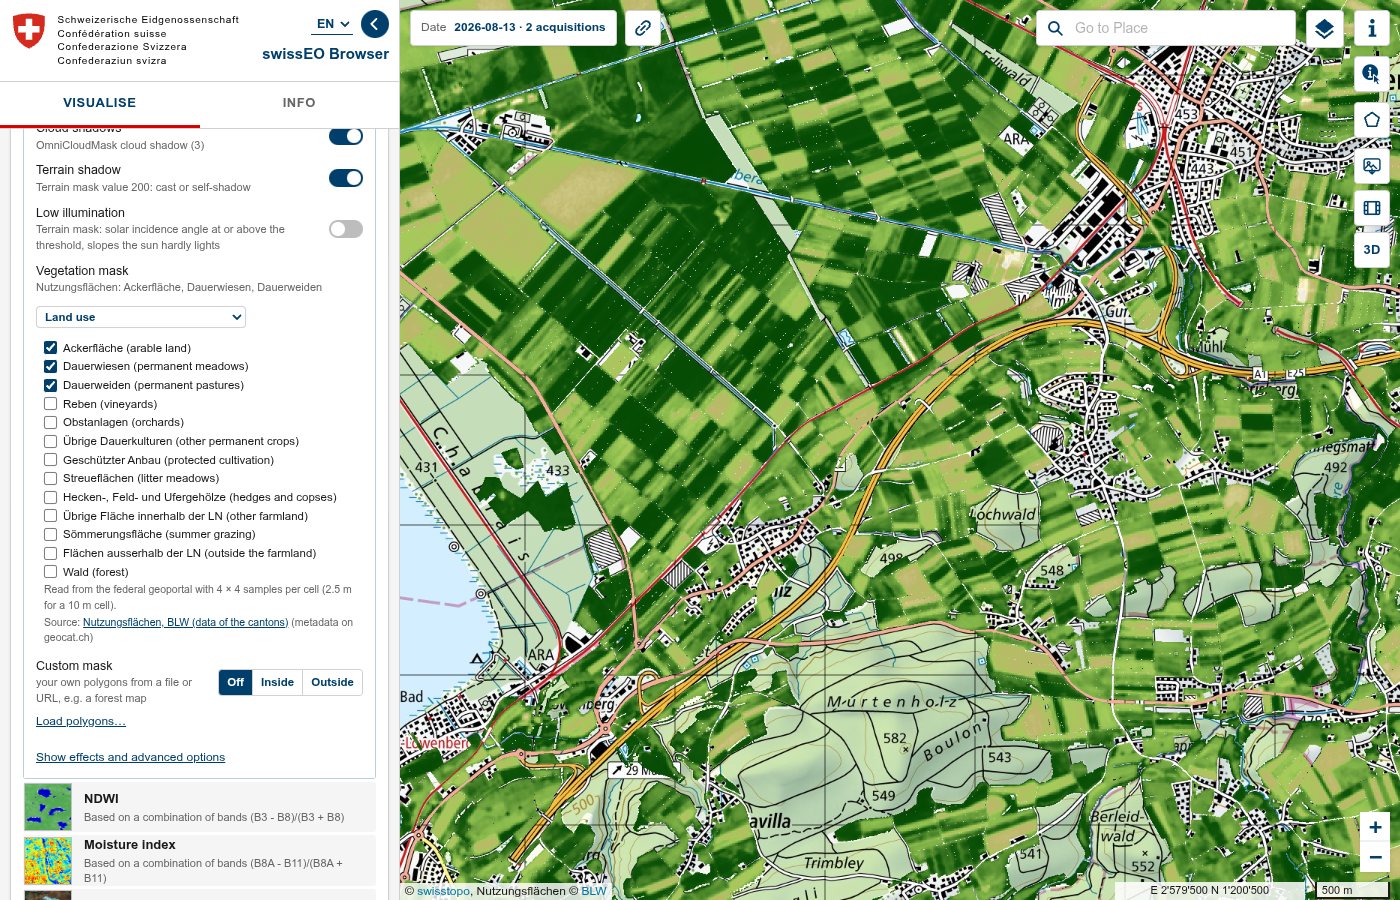 Schweizerische Eidgenossenschaft
Confédération suisse
Confederazione Svizzera
Confederaziun svizra
EN
swissEO Browser
VISUALISE
INFO
Cloud shadows
OmniCloudMask cloud shadow (3)
Terrain shadow
Terrain mask value 200: cast or self-shadow
Low illumination
Terrain mask: solar incidence angle at or above the
threshold, slopes the sun hardly lights
Vegetation mask
Nutzungsflächen: Ackerfläche, Dauerwiesen, Dauerweiden
Land use
Ackerfläche (arable land)
Dauerwiesen (permanent meadows)
Dauerweiden (permanent pastures)
Reben (vineyards)
Obstanlagen (orchards)
Übrige Dauerkulturen (other permanent crops)
Geschützter Anbau (protected cultivation)
Streueflächen (litter meadows)
Hecken-, Feld- und Ufergehölze (hedges and copses)
Übrige Fläche innerhalb der LN (other farmland)
Sömmerungsfläche (summer grazing)
Flächen ausserhalb der LN (outside the farmland)
Wald (forest)
Read from the federal geoportal with 4 × 4 samples per cell (2.5 m
for a 10 m cell).
Source: Nutzungsflächen, BLW (data of the cantons) (metadata on
geocat.ch)
Custom mask
your own polygons from a file or
URL, e.g. a forest map
Off
Inside
Outside
Load polygons…
Show effects and advanced options
NDWI
Based on a combination of bands (B3 - B8)/(B3 + B8)
Moisture index
Based on a combination of bands (B8A - B11)/(B8A +
B11)
Date 2026-08-13 · 2 acquisitions
Go to Place
3D
ARA
453
451
443
A1
E25
431
433
492
Lochwald
498
548
ARA
Bad
Löwenberg
Murtenholz
582
Boulon
543
549
500
29
479
Berleid-
wald
541
552
Trimbley
© swisstopo, Nutzungsflächen © BLW
E 2'579'500 N 1'200'500
500 m